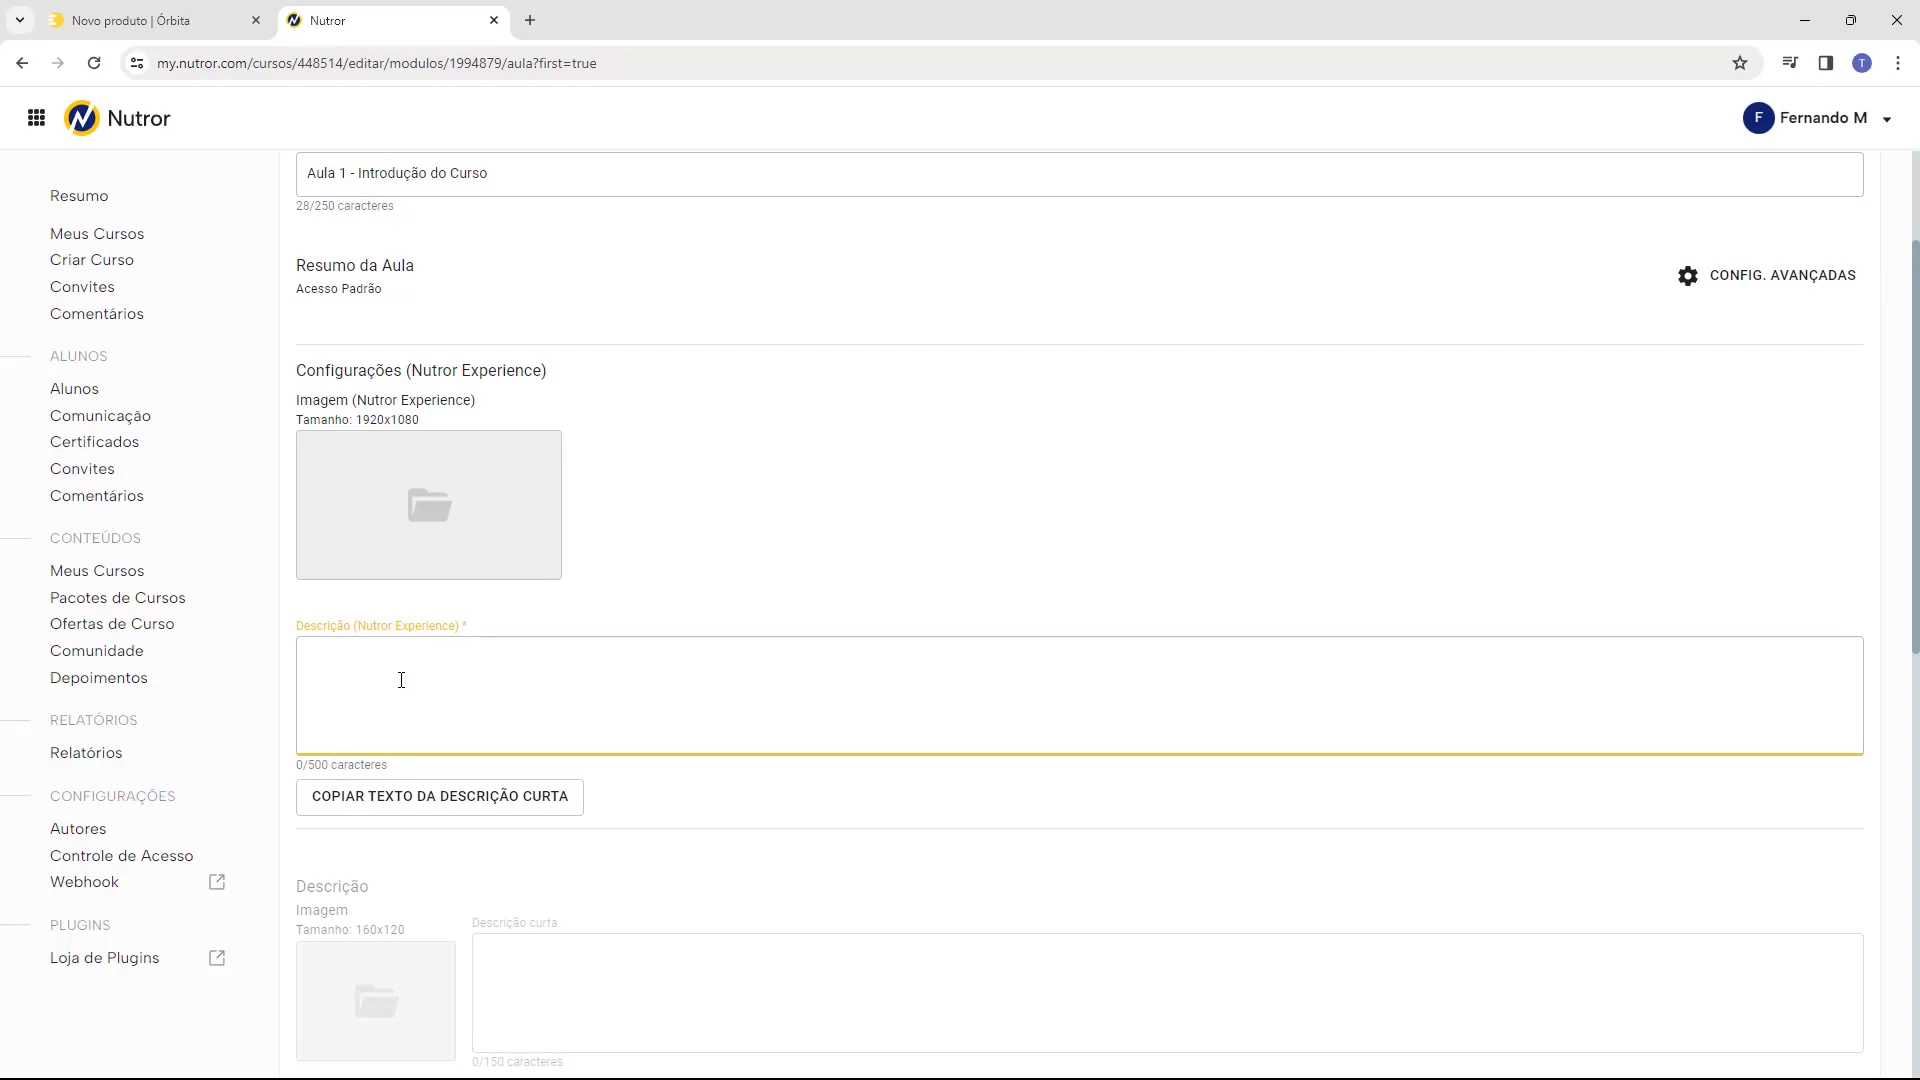 Novo produto | Órbita
Nutror
my.nutror.com/cursos/448514/editar/modulos/1994879/aula?first=true
T
Nutror
F
Fernando M
Resumo
Meus Cursos
Criar Curso
Convites
Comentários
ALUNOS
Alunos
Comunicação
Certificados
Convites
Comentários
CONTEÚDOS
Meus Cursos
Pacotes de Cursos
Ofertas de Curso
Comunidade
Depoimentos
RELATÓRIOS
Relatórios
CONFIGURAÇÕES
Autores
Controle de Acesso
Webhook
PLUGINS
Loja de Plugins
Aula 1 - Introdução do Curso
28/250 caracteres
Resumo da Aula
Acesso Padrão
CONFIG. AVANÇADAS
Configurações (Nutror Experience)
Imagem (Nutror Experience)
Tamanho: 1920x1080
Descrição (Nutror Experience) *
0/500 caracteres
COPIAR TEXTO DA DESCRIÇÃO CURTA
Descrição
Imagem
Tamanho: 160x120
Descrição curta
0/150 caracteres